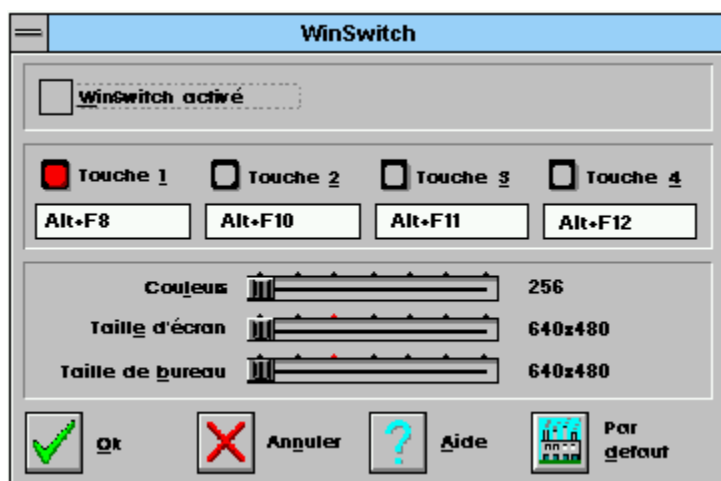 WinSwitch
WinSwitch activé
Touche 1 Touche 2 Touche 3 Touche 4
Alt+F8 Alt+F10 Alt+F11 Alt+F12
Couleurs 256
Taille d'écran 640x480
Taille de bureau 640x480
Ok Annuler Aide Par
defaut